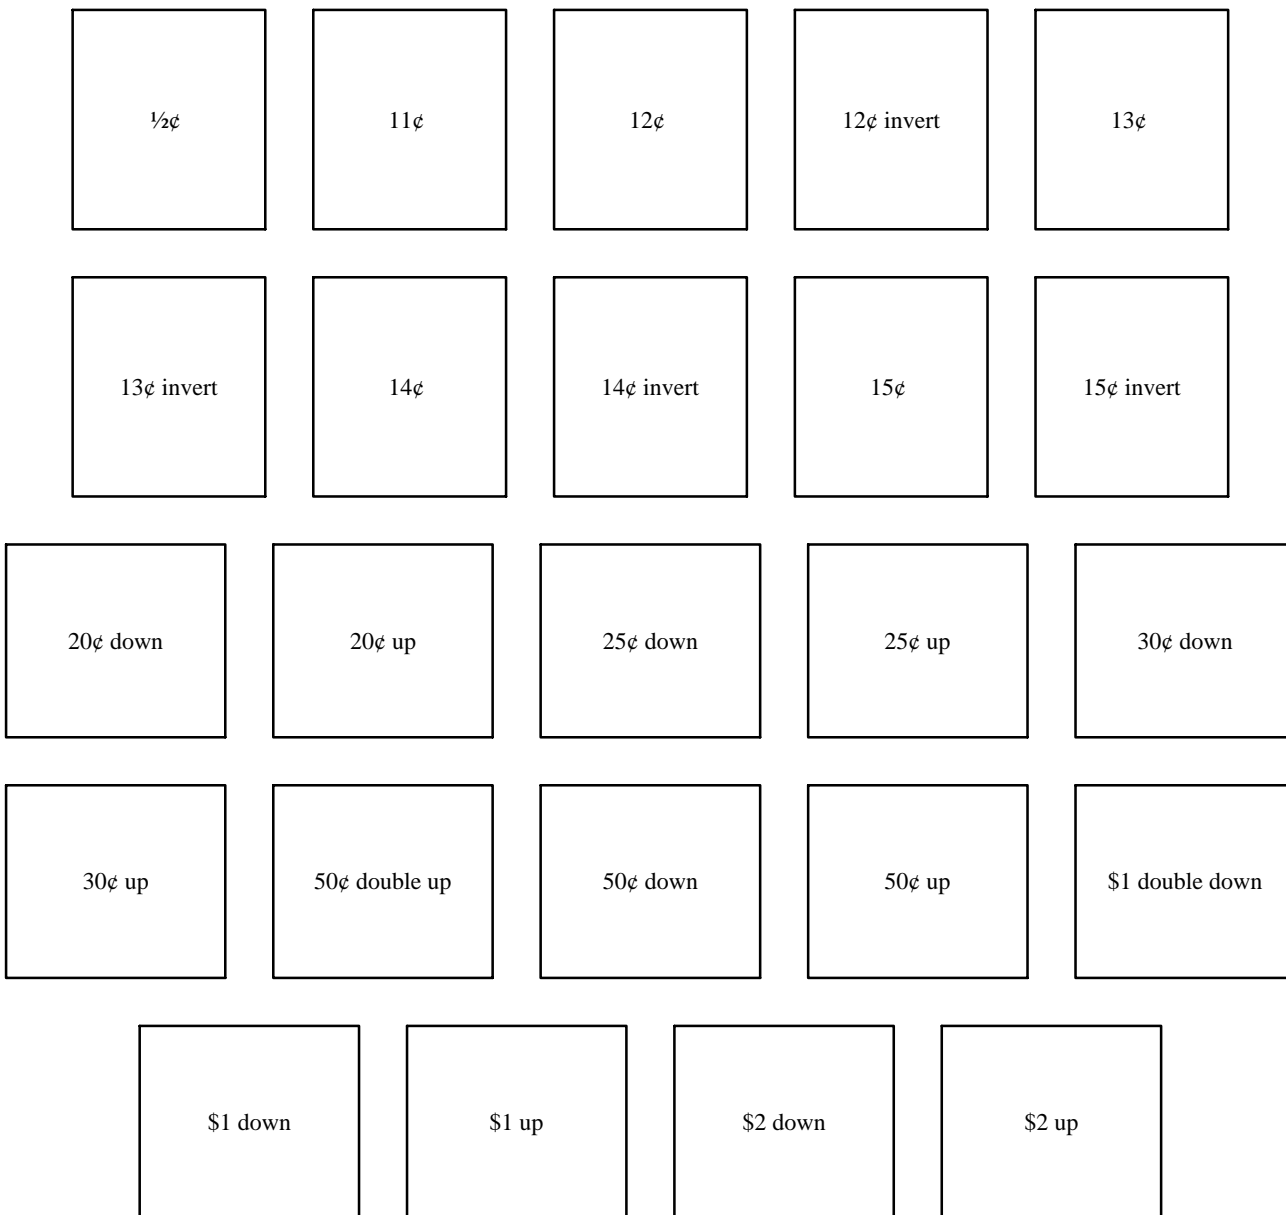 ½¢
11¢
12¢
12¢ invert
13¢
13¢ invert
14¢
14¢ invert
15¢
15¢ invert
20¢ down
20¢ up
25¢ down
25¢ up
30¢ down
30¢ up
50¢ double up
50¢ down
50¢ up
$1 double down
$1 down
$1 up
$2 down
$2 up